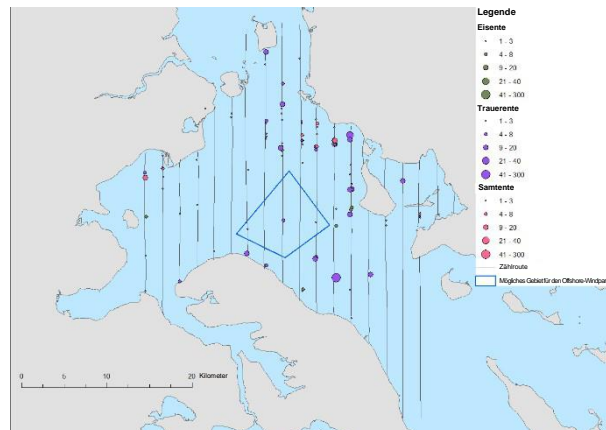 Legende
Eisente
1 - 3
4 - 8
9 - 20
21 - 40
41 - 300
Trauerente
1 - 3
4 - 8
9 - 20
21 - 40
41 - 300
Samtente
1 - 3
4 - 8
9 - 20
21 - 40
41 - 300
Zählroute
Mögliches Gebiet für den Offshore-Windpar
0 5 10 20 Kilometer